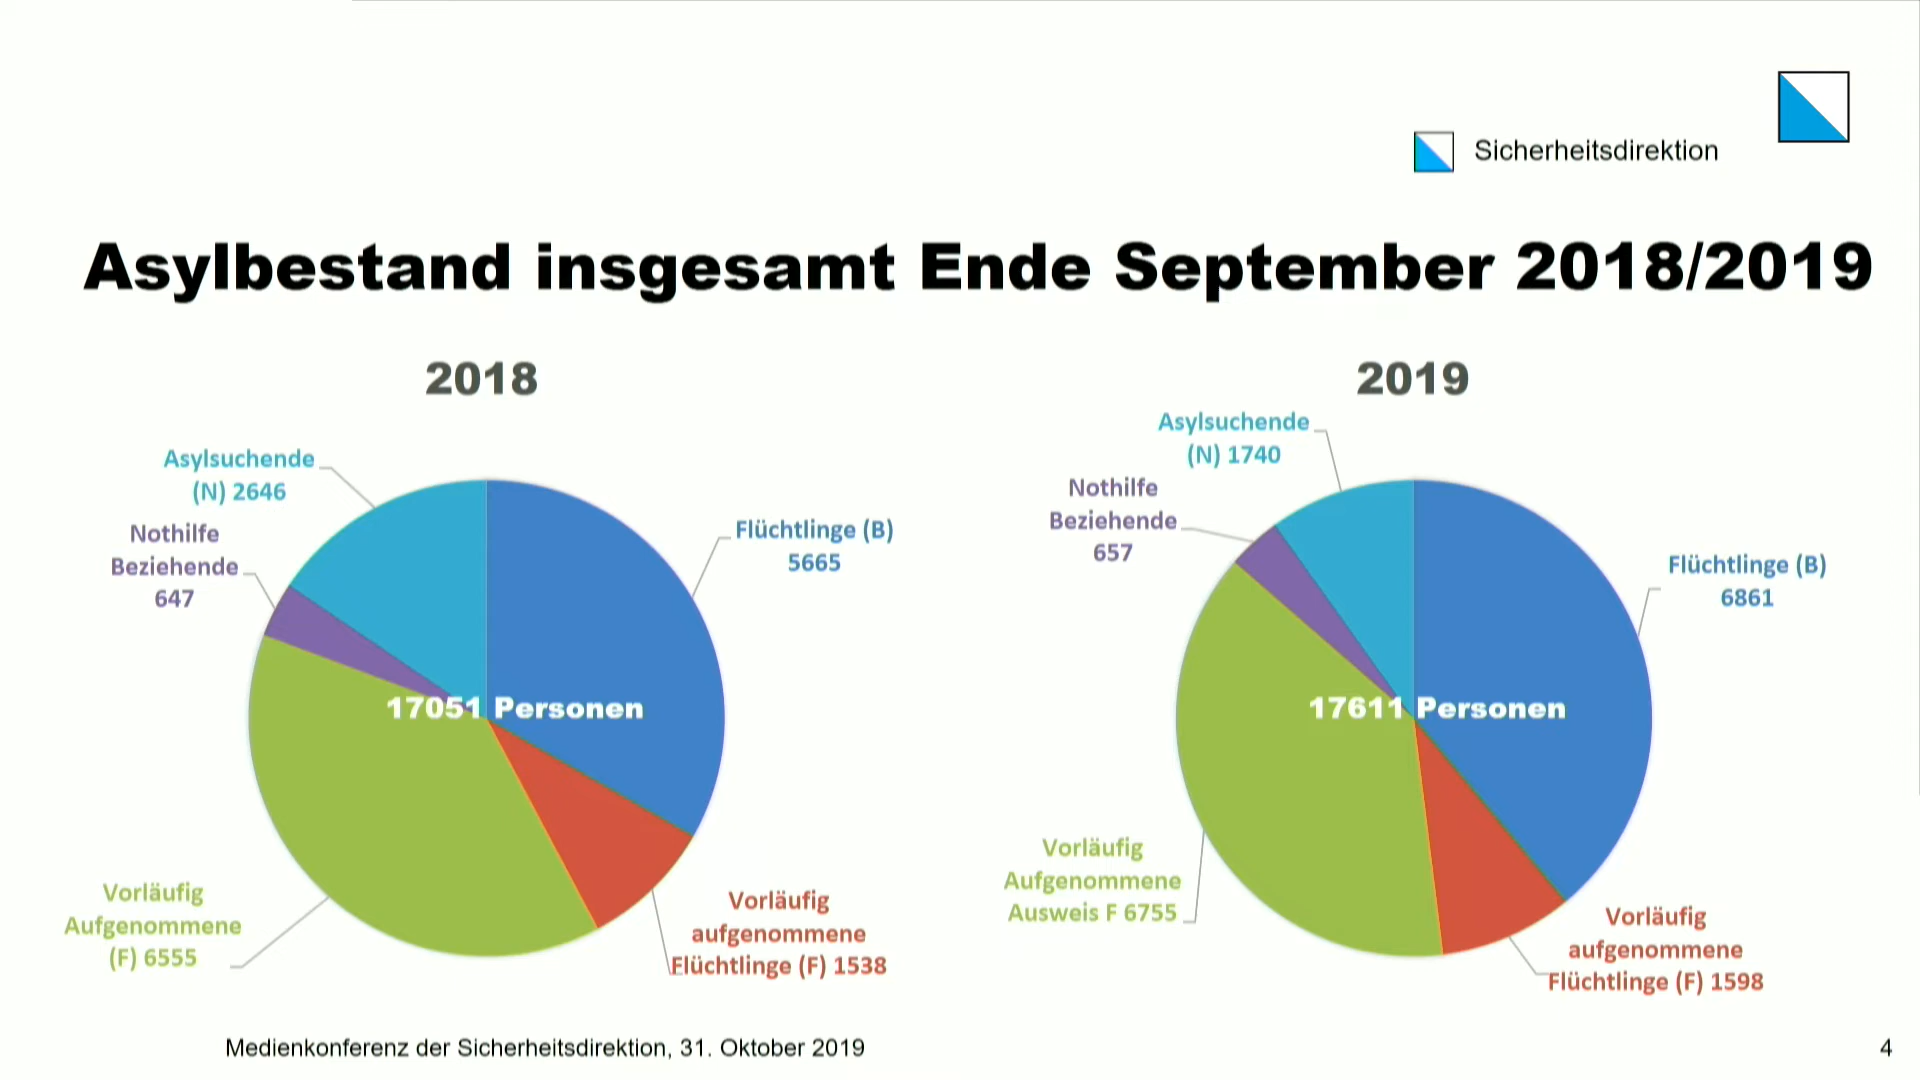 Sicherheitsdirektion
Asylbestand insgesamt Ende September 2018/2019
2018
Asylsuchende
(N) 2646
Nothilfe
Beziehende
647
Flüchtlinge (B)
5665
17051 Personen
Vorläufig
Aufgenommene
(F) 6555
Vorläufig
aufgenommene
Flüchtlinge (F) 1538
2019
Asylsuchende
(N) 1740
Nothilfe
Beziehende
657
Flüchtlinge (B)
6861
17611 Personen
Vorläufig
Aufgenommene
Ausweis F 6755
Vorläufig
aufgenommene
Flüchtlinge (F) 1598
Medienkonferenz der Sicherheitsdirektion, 31. Oktober 2019
4